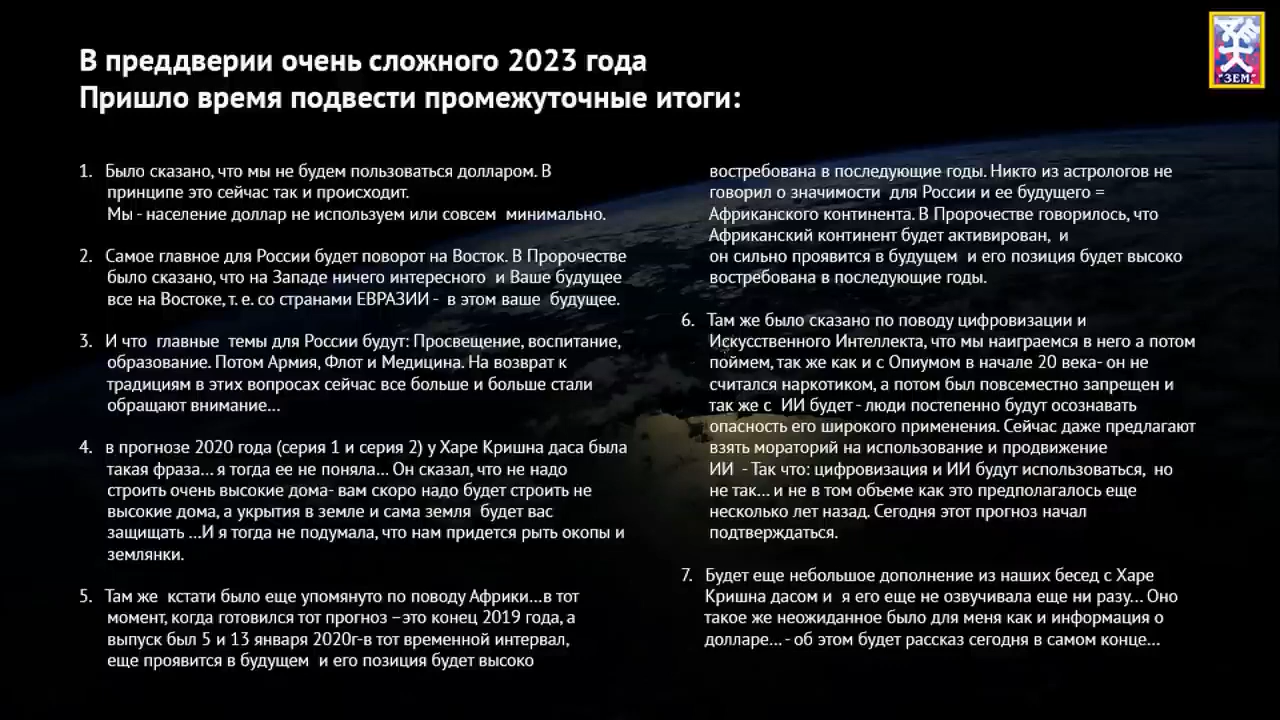 В преддверии очень сложного 2023 года
Пришло время подвести промежуточные итоги:
"ЗЕМ"
1. Было сказано, что мы не будем пользоваться долларом. В
принципе это сейчас так и происходит.
Мы - население доллар не используем или совсем минимально.
2. Самое главное для России будет поворот на Восток. В Пророчестве
было сказано, что на Западе ничего интересного и Ваше будущее
все на Востоке, т. е. со странами ЕВРАЗИИ - в этом ваше будущее.
3. И что главные темы для России будут: Просвещение, воспитание,
образование. Потом Армия, Флот и Медицина. На возврат к
традициям в этих вопросах сейчас все больше и больше стали
обращают внимание...
4. в прогнозе 2020 года (серия 1 и серия 2) у Харе Кришна даса была
такая фраза... я тогда ее не поняла... Он сказал, что не надо
строить очень высокие дома- вам скоро надо будет строить не
высокие дома, а укрытия в земле и сама земля будет вас
защищать ...И я тогда не подумала, что нам придется рыть окопы и
землянки.
5. Там же кстати было еще упомянуто по поводу Африки...в тот
момент, когда готовился тот прогноз –это конец 2019 года, а
выпуск был 5 и 13 января 2020г-в тот временной интервал,
еще проявится в будущем и его позиция будет высоко
востребована в последующие годы. Никто из астрологов не
говорил о значимости для России и ее будущего =
Африканского континента. В Пророчестве говорилось, что
Африканский континент будет активирован, и
он сильно проявится в будущем и его позиция будет высоко
востребована в последующие годы.
6. Там же было сказано по поводу цифровизации и
Искусственного Интеллекта, что мы наиграемся в него а потом
поймем, так же как и с Опиумом в начале 20 века- он не
считался наркотиком, а потом был повсеместно запрещен и
так же с ИИ будет - люди постепенно будут осознавать
опасность его широкого применения. Сейчас даже предлагают
взять мораторий на использование и продвижение
ИИ - Так что: цифровизация и ИИ будут использоваться, но
не так... и не в том объеме как это предполагалось еще
несколько лет назад. Сегодня этот прогноз начал
подтверждаться.
7. Будет еще небольшое дополнение из наших бесед с Харе
Кришна дасом и я его еще не озвучивала еще ни разу... Оно
такое же неожиданное было для меня как и информация о
долларе... - об этом будет рассказ сегодня в самом конце...